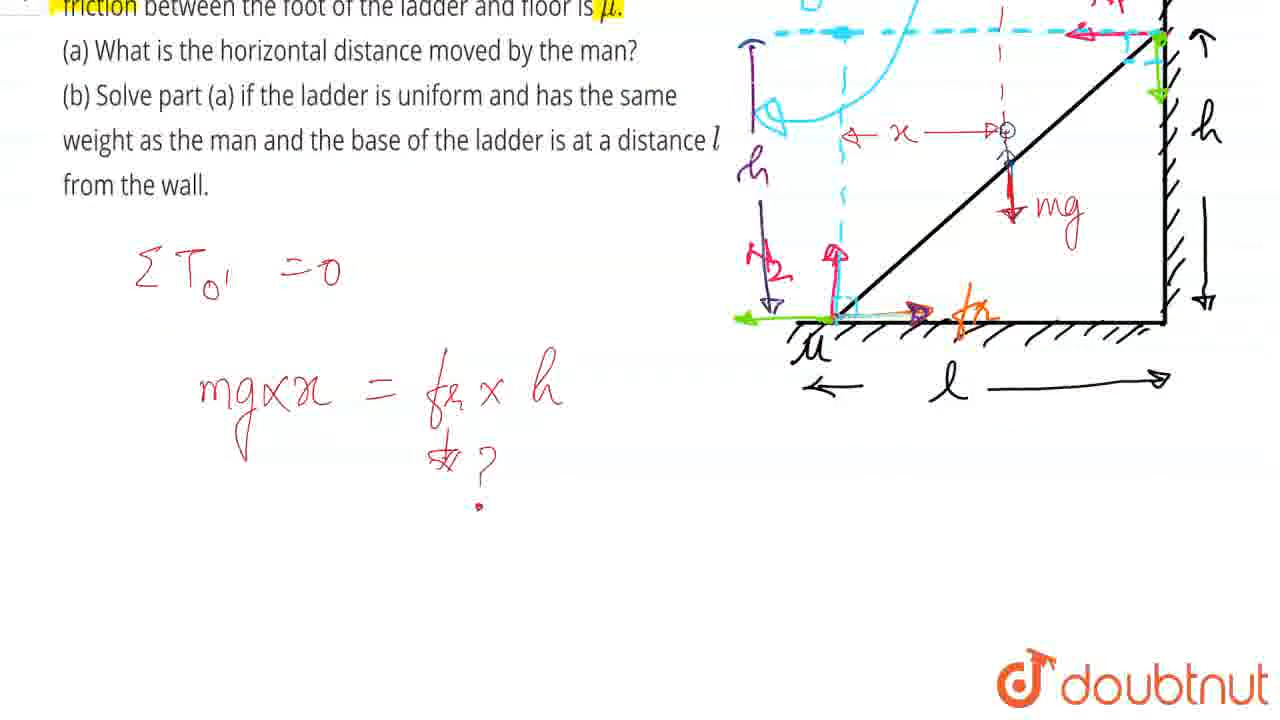 friction between the foot of the ladder and floor is μ.
(a) What is the horizontal distance moved by the man?
(b) Solve part (a) if the ladder is uniform and has the same
weight as the man and the base of the ladder is at a distance l
from the wall.
Σ T₀' = 0
mg × x = fr × h
?
h
x
h
mg
N₂
fr
μ
l
doubtnut